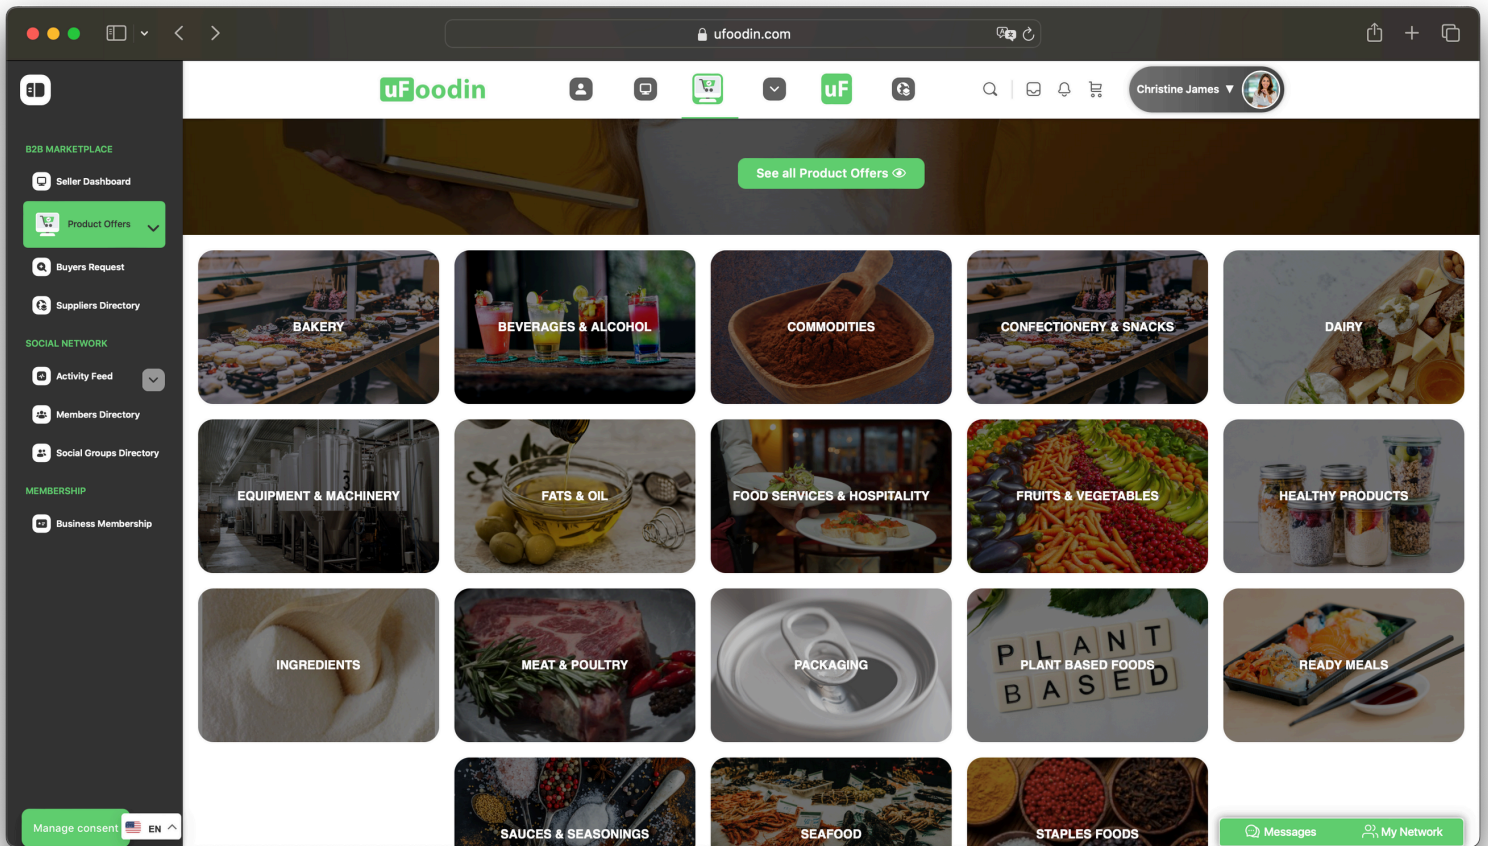 ufoodin.com
uFoodin
uF
Christine James
B2B MARKETPLACE
Seller Dashboard
Product Offers
Buyers Request
Suppliers Directory
SOCIAL NETWORK
Activity Feed
Members Directory
Social Groups Directory
MEMBERSHIP
Business Membership
See all Product Offers
BAKERY
BEVERAGES & ALCOHOL
COMMODITIES
CONFECTIONERY & SNACKS
DAIRY
3
EQUIPMENT & MACHINERY
FATS & OIL
FOOD SERVICES & HOSPITALITY
FRUITS & VEGETABLES
HEALTHY PRODUCTS
INGREDIENTS
MEAT & POULTRY
PACKAGING
PLANT
PLANT BASED FOODS
BASED
READY MEALS
SAUCES & SEASONINGS
SEAFOOD
STAPLES FOODS
Manage consent
EN
Messages
My Network